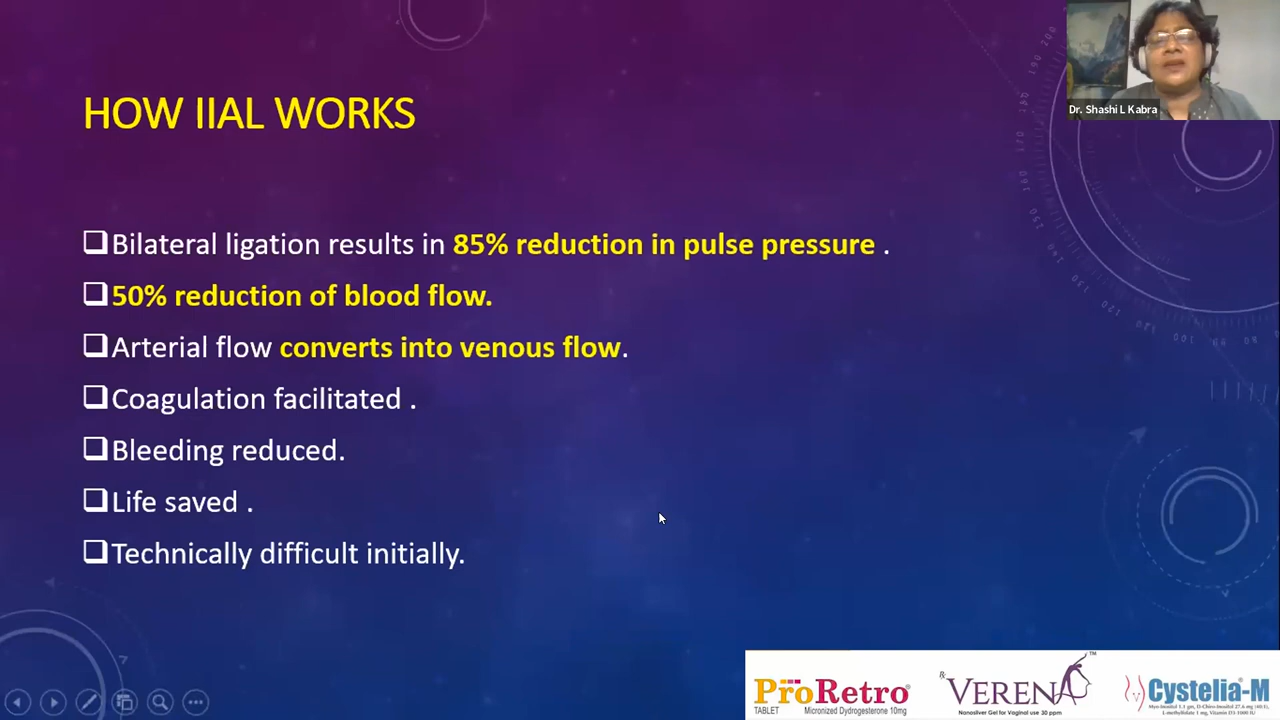 Dr. Shashi L Kabra
HOW IIAL WORKS
Bilateral ligation results in 85% reduction in pulse pressure .
50% reduction of blood flow.
Arterial flow converts into venous flow.
Coagulation facilitated .
Bleeding reduced.
Life saved .
Technically difficult initially.
ProRetro®
TABLET Micronized Dydrogesterone 10mg
VERENA™
Nanosilver Gel for Vaginal use 30 ppm
Cystelia-M